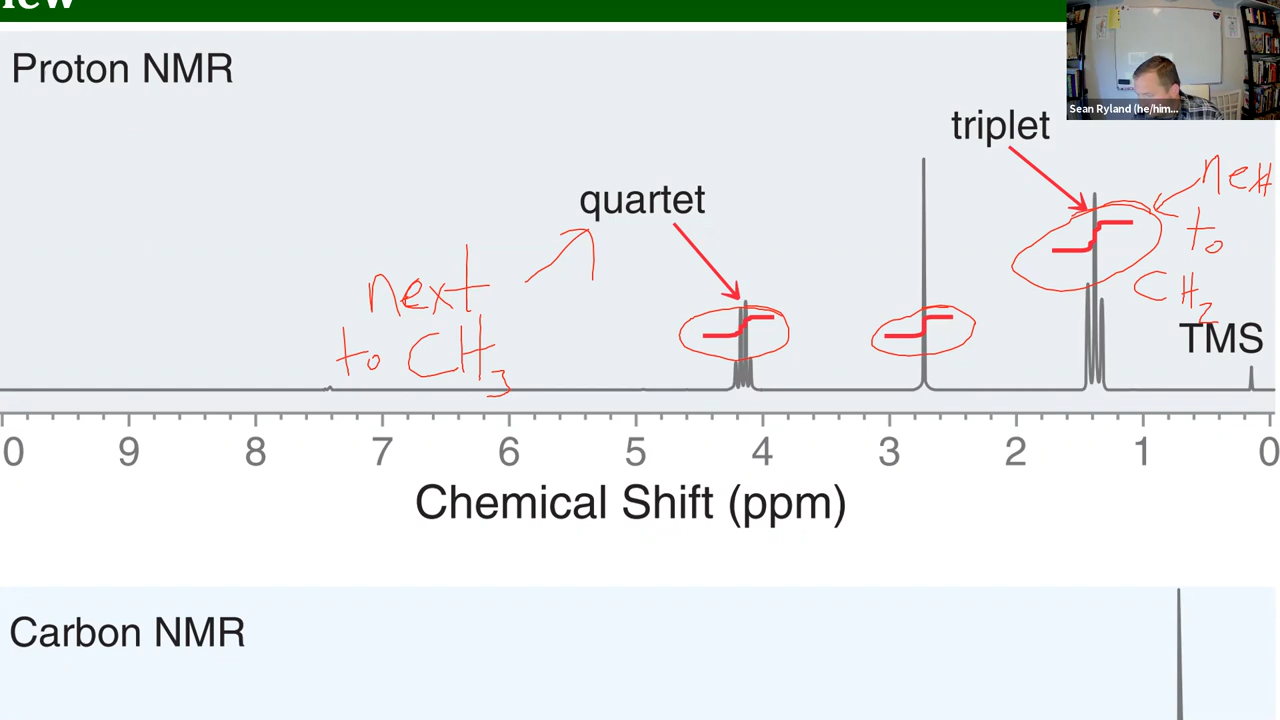 Proton NMR
Sean Ryland (he/him...
triplet
next
to
CH2
quartet
next
to CH3
TMS
0 9 8 7 6 5 4 3 2 1 0
Chemical Shift (ppm)
Carbon NMR